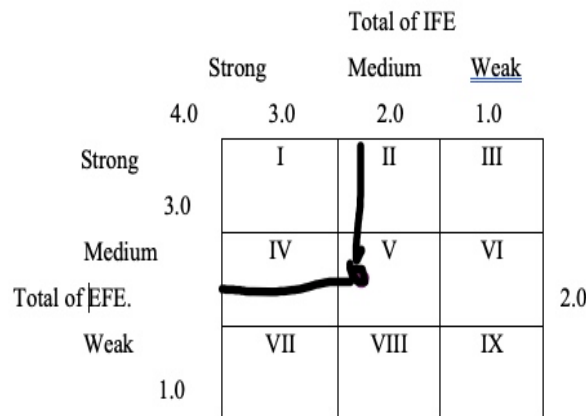 Total of IFE
Strong Medium Weak
4.0 3.0 2.0 1.0
Strong I II III
3.0
Medium IV V VI
Total of EFE. 2.0
Weak VII VIII IX
1.0